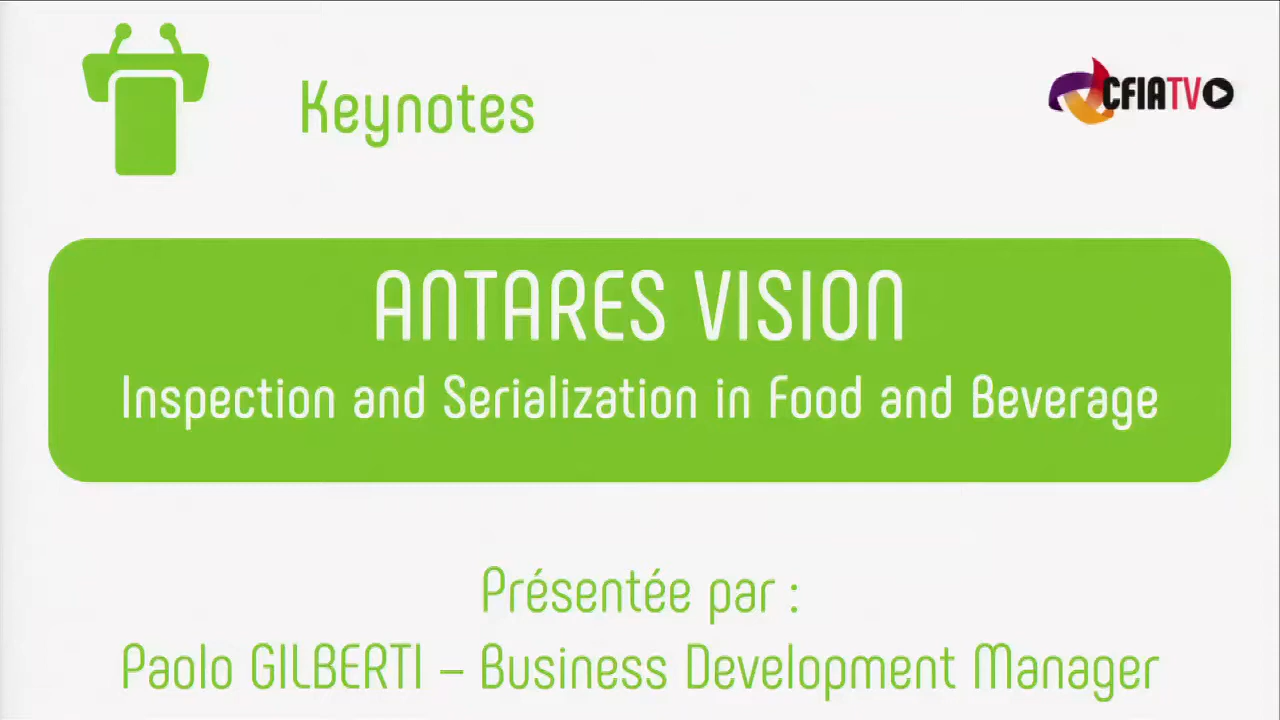 Keynotes
CFIATV
ANTARES VISION
Inspection and Serialization in Food and Beverage
Présentée par :
Paolo GILBERTI – Business Development Manager